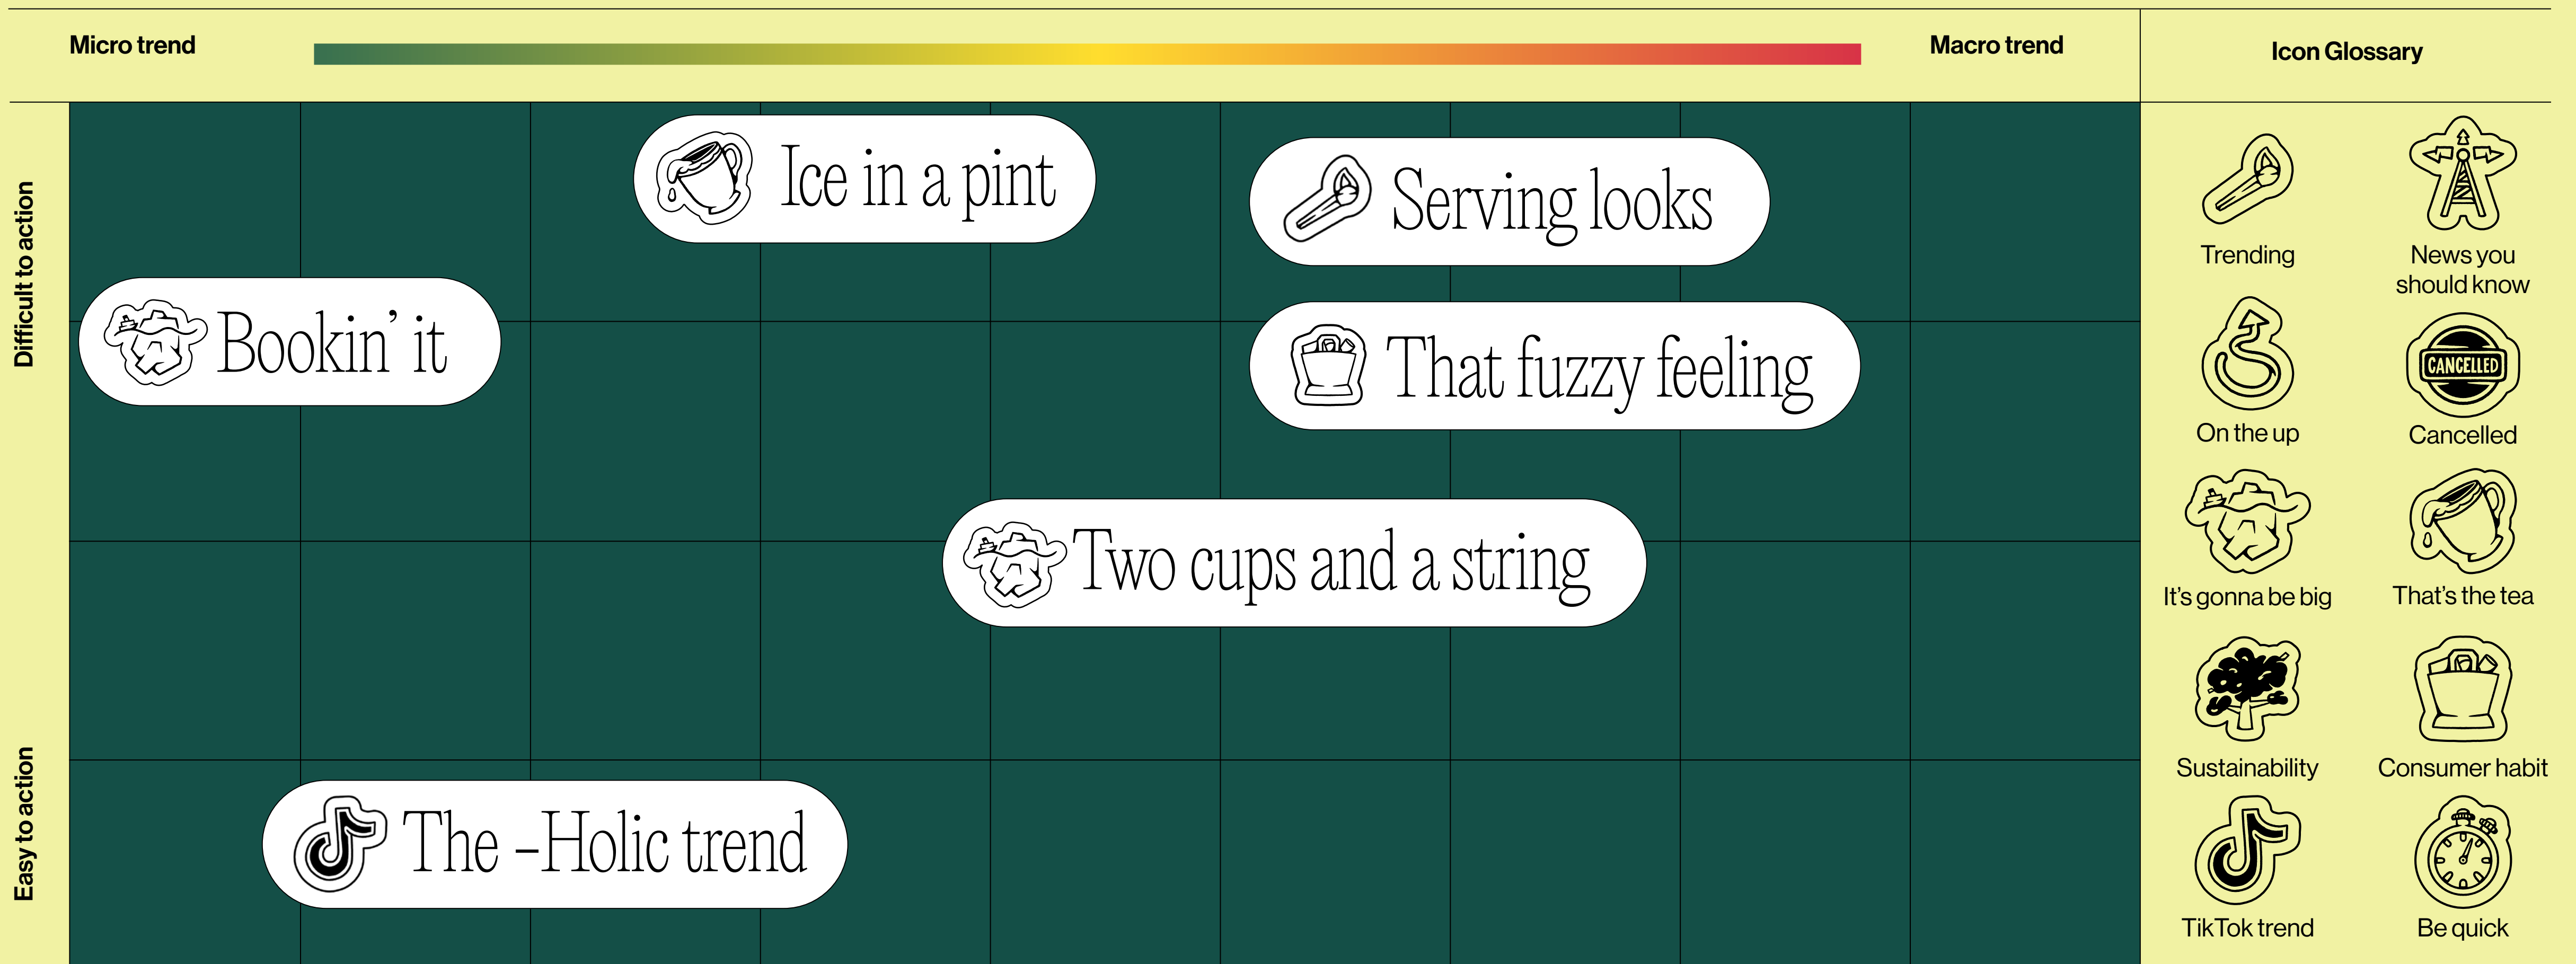 Micro trend
Macro trend
Icon Glossary
Difficult to action
Easy to action
Ice in a pint
Serving looks
Bookin’ it
That fuzzy feeling
Two cups and a string
The –Holic trend
Trending
News you
should know
On the up
CANCELLED
Cancelled
It’s gonna be big
That’s the tea
Sustainability
Consumer habit
TikTok trend
Be quick